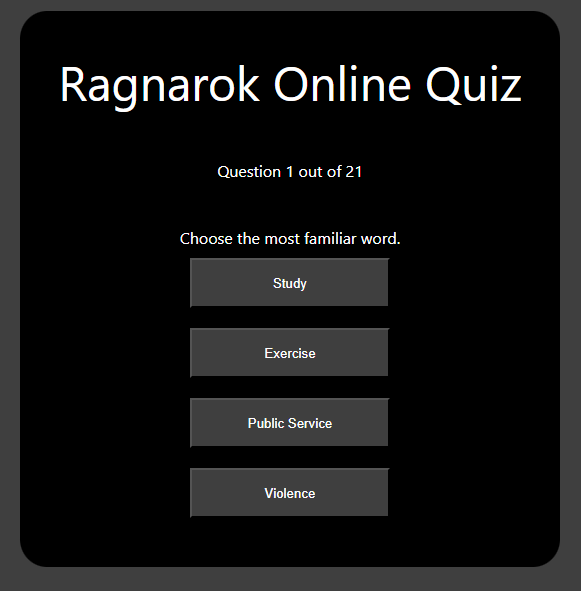 Ragnarok Online Quiz
Question 1 out of 21
Choose the most familiar word.
Study
Exercise
Public Service
Violence